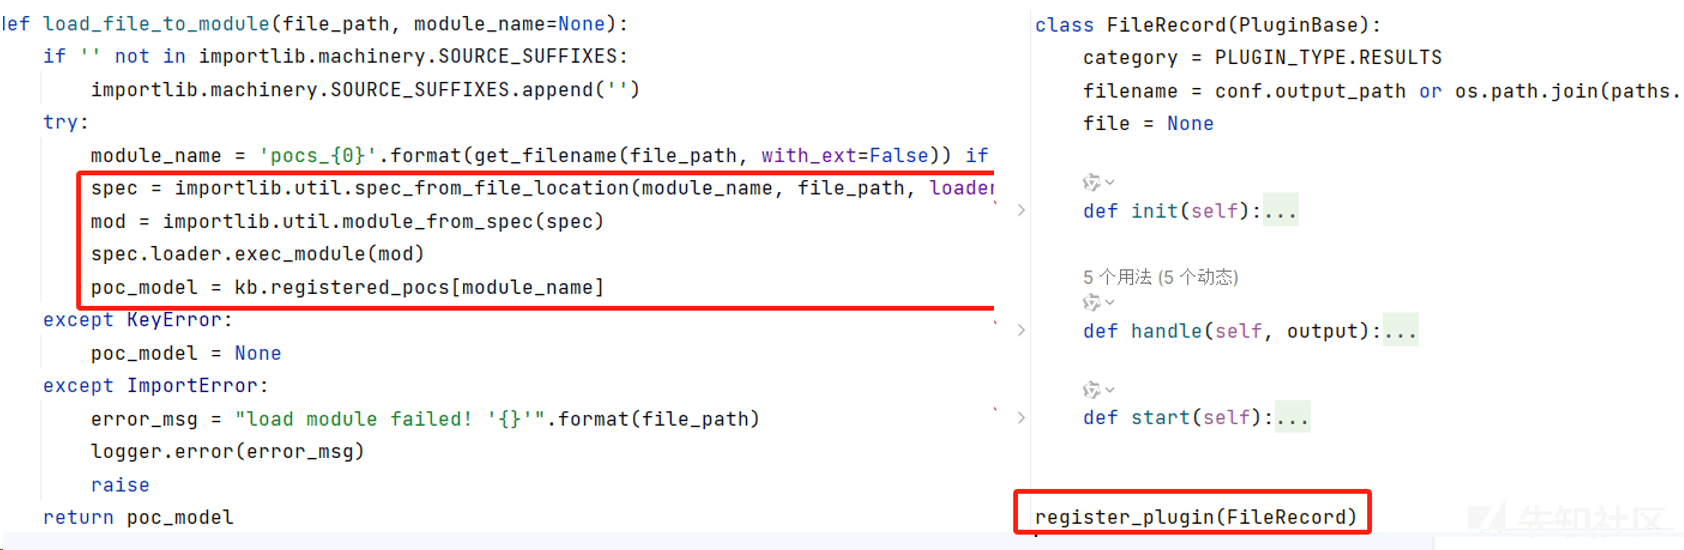 def load_file_to_module(file_path, module_name=None):
if '' not in importlib.machinery.SOURCE_SUFFIXES:
importlib.machinery.SOURCE_SUFFIXES.append('')
try:
module_name = 'pocs_{0}'.format(get_filename(file_path, with_ext=False)) if
spec = importlib.util.spec_from_file_location(module_name, file_path, loader
mod = importlib.util.module_from_spec(spec)
spec.loader.exec_module(mod)
poc_model = kb.registered_pocs[module_name]
except KeyError:
poc_model = None
except ImportError:
error_msg = "load module failed! '{}'".format(file_path)
logger.error(error_msg)
raise
return poc_model
class FileRecord(PluginBase):
category = PLUGIN_TYPE.RESULTS
filename = conf.output_path or os.path.join(paths.
file = None
def init(self):...
5 个用法 (5 个动态)
def handle(self, output):...
def start(self):...
register_plugin(FileRecord)
先知社区